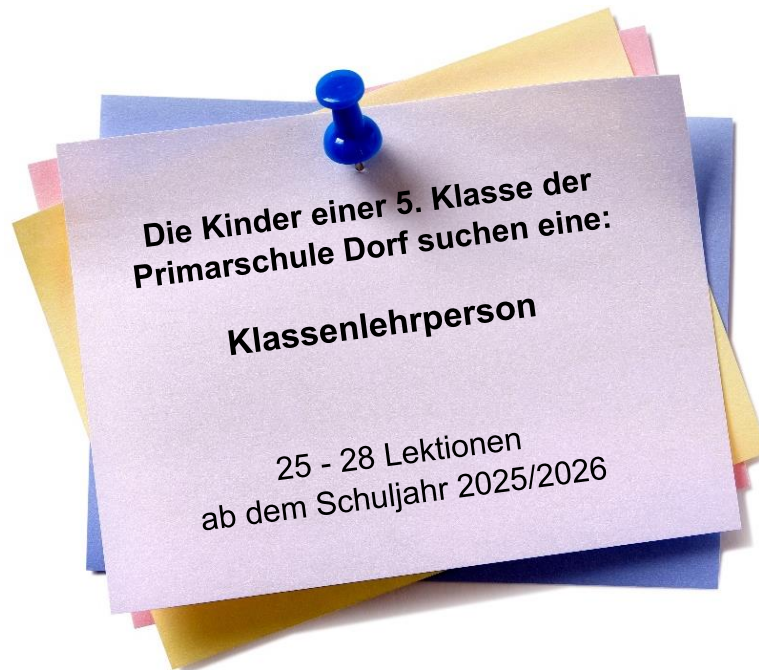 Die Kinder einer 5. Klasse der
Primarschule Dorf suchen eine:
Klassenlehrperson
25 - 28 Lektionen
ab dem Schuljahr 2025/2026